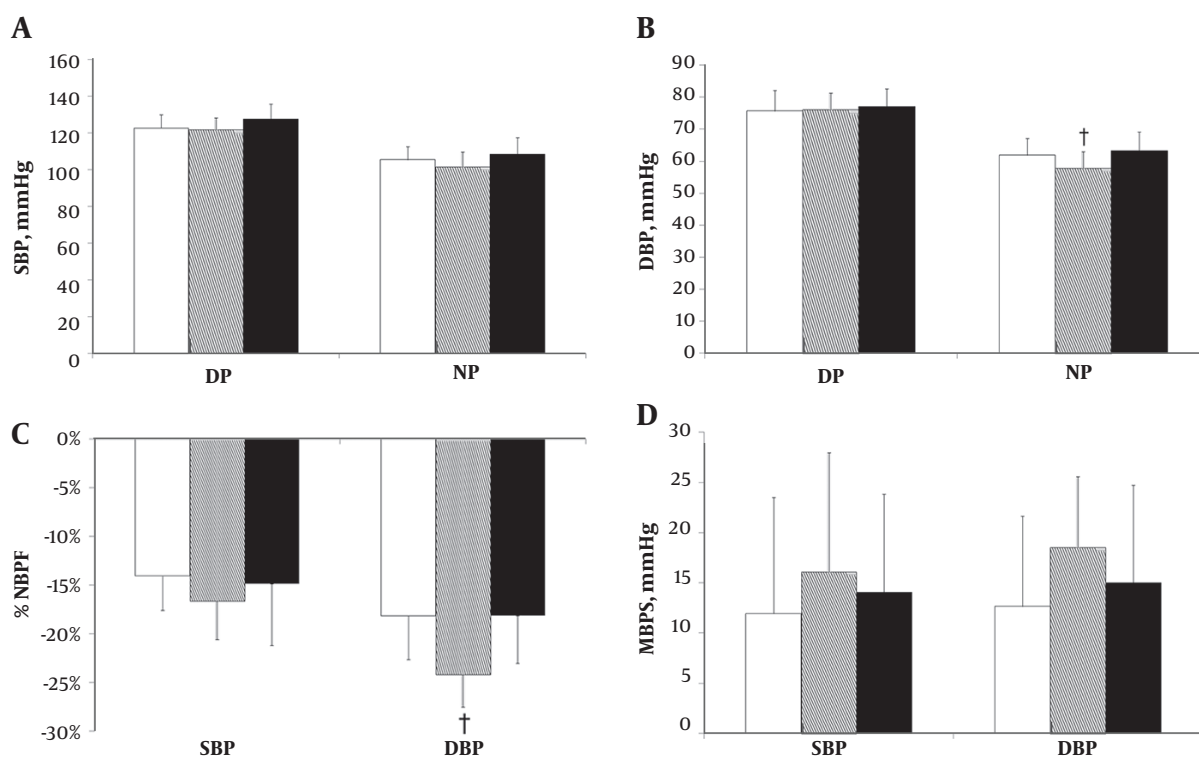 A
SBP, mmHg
160
140
120
100
80
60
40
20
0
DP
NP
B
DBP, mmHg
90
80
70
60
50
40
30
20
10
0
†
DP
NP
C
% NBPF
0%
-5%
-10%
-15%
-20%
-25%
-30%
†
SBP
DBP
D
MBPS, mmHg
30
25
20
15
10
5
0
SBP
DBP